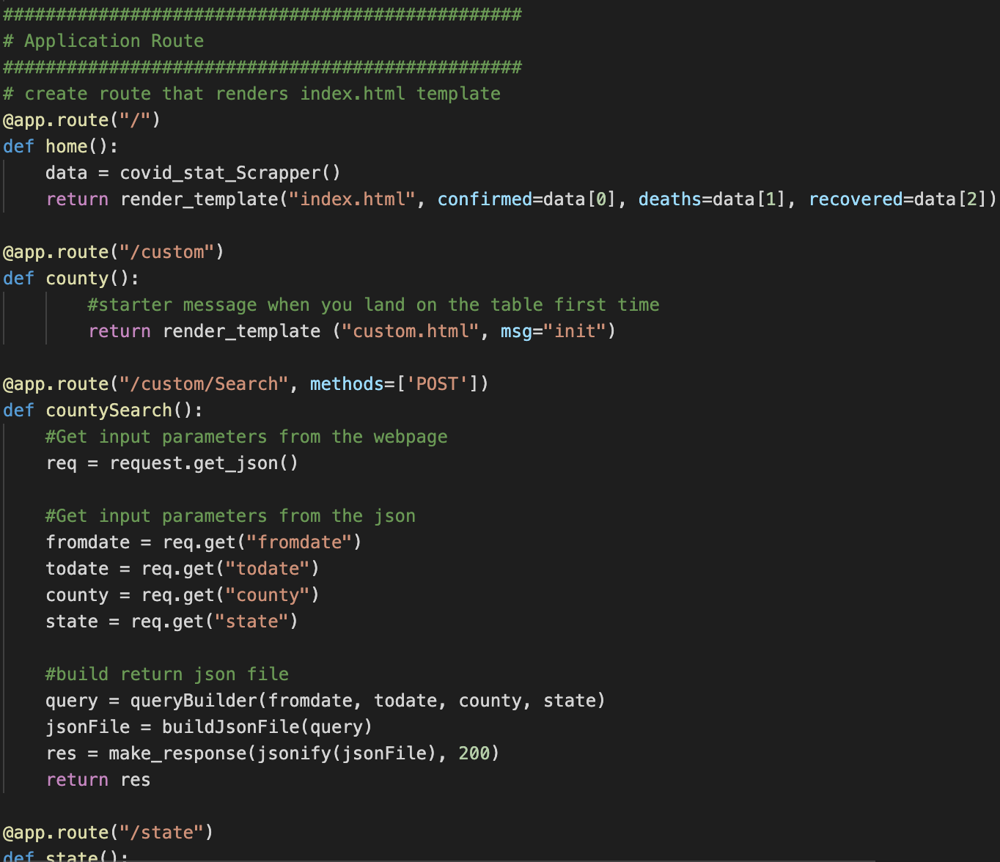 #################################################
# Application Route
#################################################
# create route that renders index.html template
@app.route("/")
def home():
    data = covid_stat_Scrapper()
    return render_template("index.html", confirmed=data[0], deaths=data[1], recovered=data[2])

@app.route("/custom")
def county():
        #starter message when you land on the table first time
        return render_template ("custom.html", msg="init")

@app.route("/custom/Search", methods=['POST'])
def countySearch():
    #Get input parameters from the webpage
    req = request.get_json()

    #Get input parameters from the json
    fromdate = req.get("fromdate")
    todate = req.get("todate")
    county = req.get("county")
    state = req.get("state")

    #build return json file
    query = queryBuilder(fromdate, todate, county, state)
    jsonFile = buildJsonFile(query)
    res = make_response(jsonify(jsonFile), 200)
    return res

@app.route("/state")
def state():